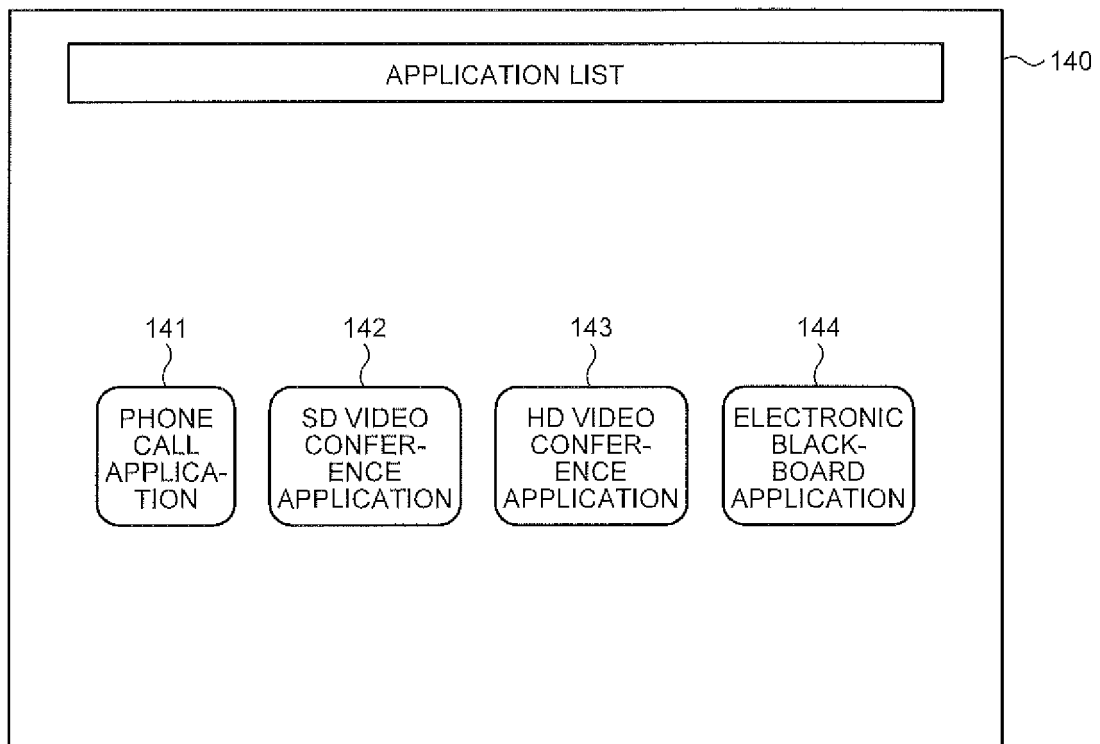 APPLICATION LIST
140
141
142
143
144
PHONE
CALL
APPLICA-
TION
SD VIDEO
CONFER-
ENCE
APPLICATION
HD VIDEO
CONFER-
ENCE
APPLICATION
ELECTRONIC
BLACK-
BOARD
APPLICATION